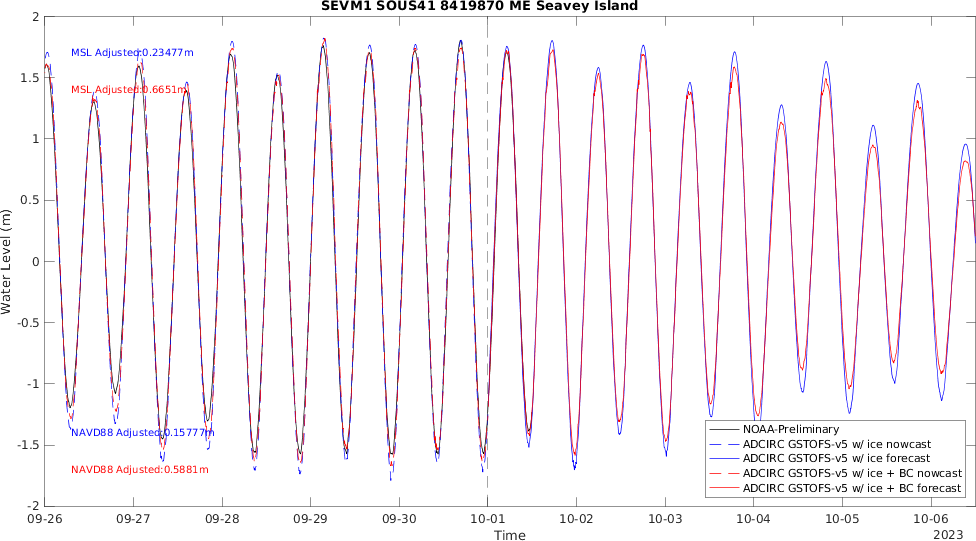 SEVM1 SOUS41 8419870 ME Seavey Island
2
1.5
1
0.5
0
-0.5
-1
-1.5
-2
Water Level (m)
MSL Adjusted:0.23477m
MSL Adjusted:0.6651m
NAVD88 Adjusted:0.15777m
NAVD88 Adjusted:0.5881m
NOAA-Preliminary
ADCIRC GSTOFS-v5 w/ ice nowcast
ADCIRC GSTOFS-v5 w/ ice forecast
ADCIRC GSTOFS-v5 w/ ice + BC nowcast
ADCIRC GSTOFS-v5 w/ ice + BC forecast
09-26 09-27 09-28 09-29 09-30 10-01 10-02 10-03 10-04 10-05 10-06
Time
2023